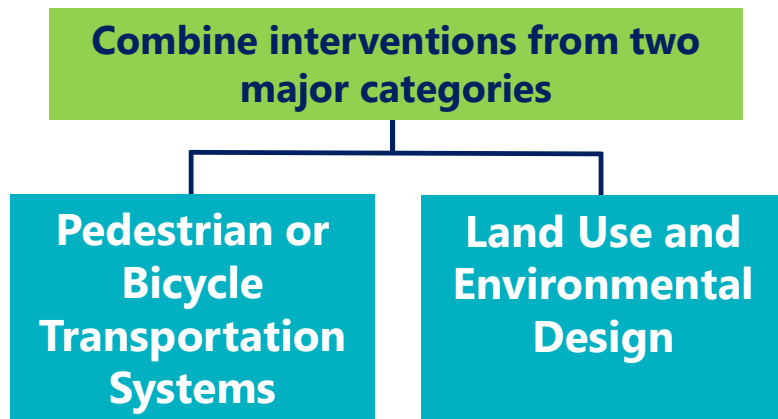 Combine interventions from two
major categories
Pedestrian or
Bicycle
Transportation
Systems
Land Use and
Environmental
Design